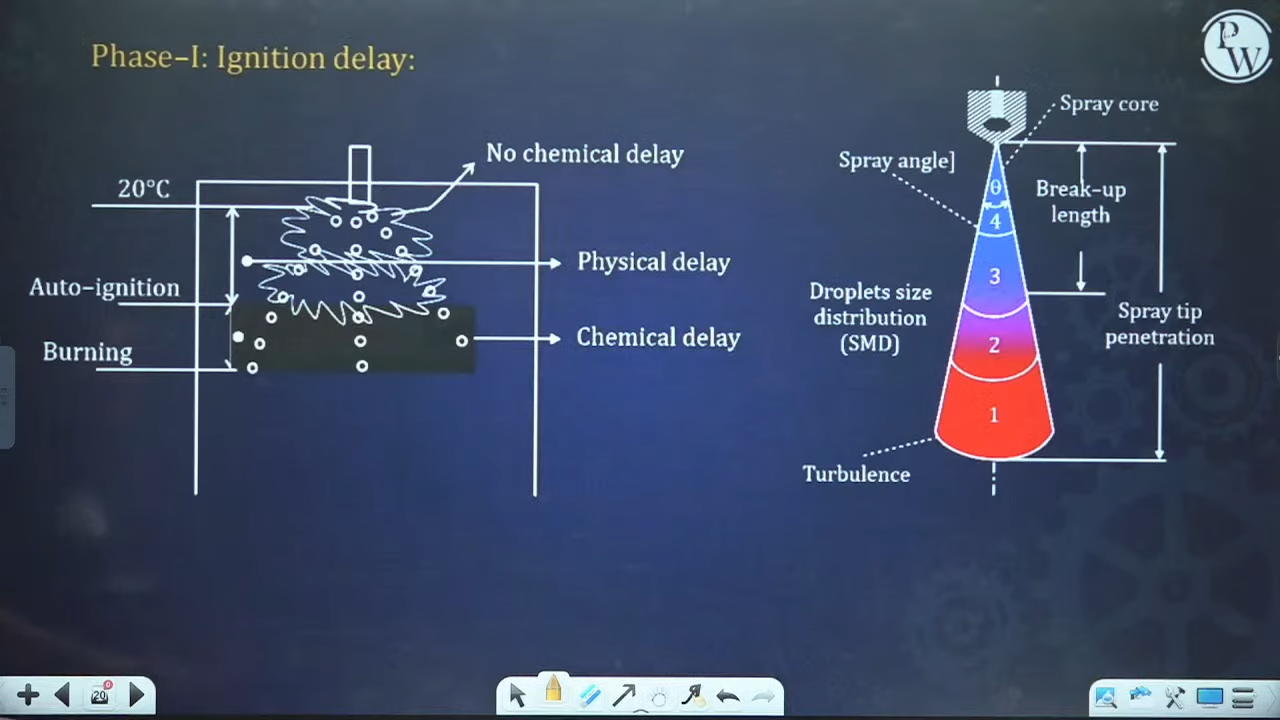 Phase–I: Ignition delay:
P
W
20°C
No chemical delay
Physical delay
Auto–ignition
Chemical delay
Burning
Spray core
Spray angle]
θ
4
Break–up
length
3
Droplets size
distribution
(SMD)
Spray tip
penetration
2
1
Turbulence
20
0